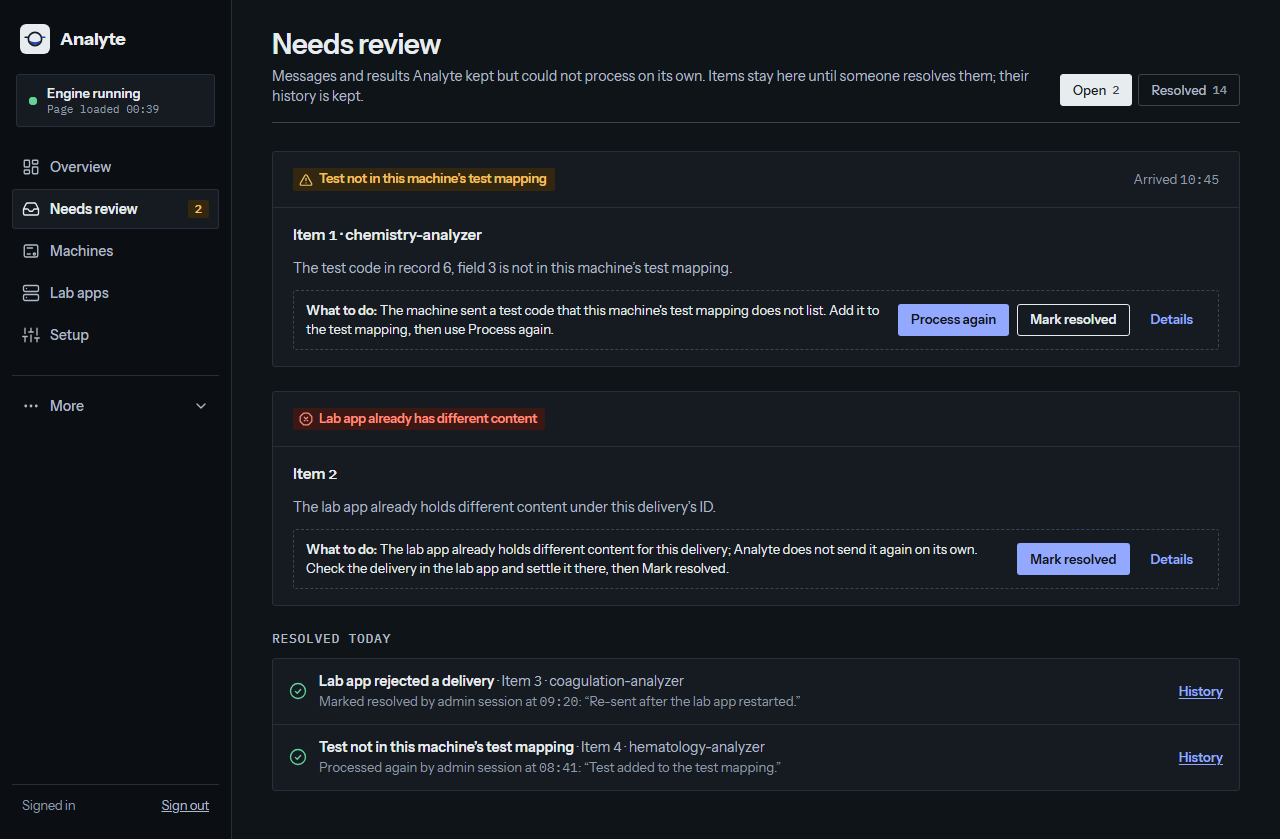 Analyte
Engine running
Page loaded 00:39
Overview
Needs review 2
Machines
Lab apps
Setup
More
Signed in
Sign out
Needs review
Messages and results Analyte kept but could not process on its own. Items stay here until someone resolves them; their
history is kept.
Open 2
Resolved 14
Test not in this machine’s test mapping
Arrived 10:45
Item 1 · chemistry-analyzer
The test code in record 6, field 3 is not in this machine’s test mapping.
What to do: The machine sent a test code that this machine’s test mapping does not list. Add it to
the test mapping, then use Process again.
Process again
Mark resolved
Details
Lab app already has different content
Item 2
The lab app already holds different content under this delivery’s ID.
What to do: The lab app already holds different content for this delivery; Analyte does not send it again on its own.
Check the delivery in the lab app and settle it there, then Mark resolved.
Mark resolved
Details
RESOLVED TODAY
Lab app rejected a delivery · Item 3 · coagulation-analyzer
Marked resolved by admin session at 09:20: “Re-sent after the lab app restarted.”
History
Test not in this machine’s test mapping · Item 4 · hematology-analyzer
Processed again by admin session at 08:41: “Test added to the test mapping.”
History